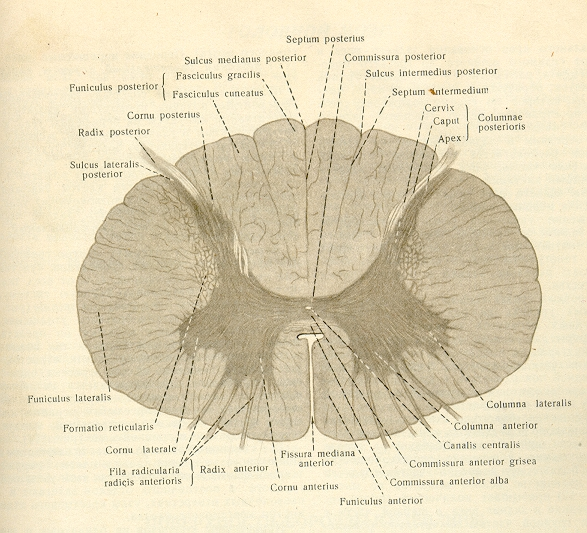 Septum posterius
Sulcus medianus posterior
Commissura posterior
Fasciculus gracilis
Sulcus intermedius posterior
Funiculus posterior
Fasciculus cuneatus
Septum intermedium
Cornu posterius
Cervix
Caput
Columnae
posterioris
Radix posterior
Apex
Sulcus lateralis
posterior
Funiculus lateralis
Columna lateralis
Formatio reticularis
Columna anterior
Cornu laterale
Canalis centralis
Fissura mediana
anterior
Commissura anterior grisea
Fila radicularia
radicis anterioris
Radix anterior
Commissura anterior alba
Cornu anterius
Funiculus anterior